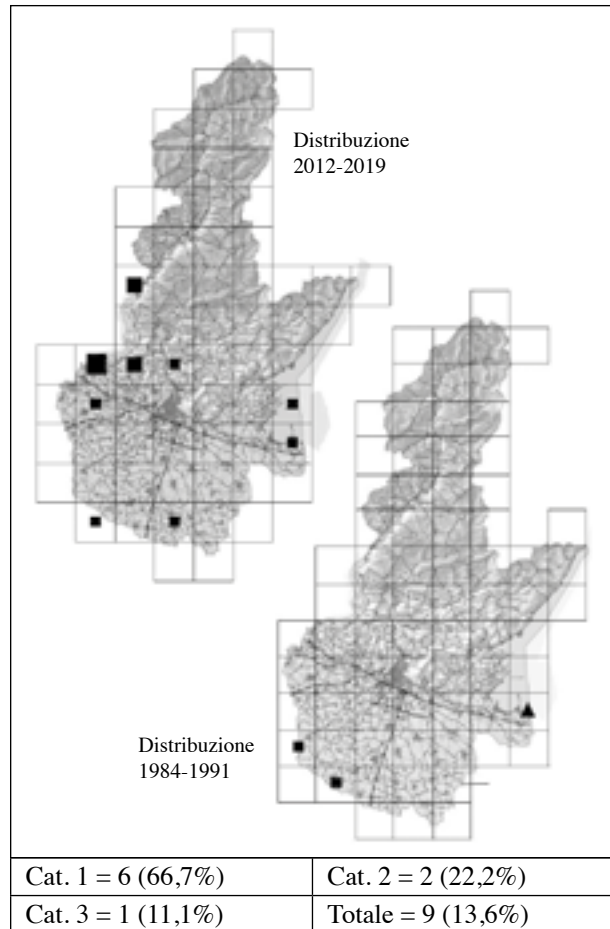 Distribuzione
2012-2019
Distribuzione
1984-1991
Cat. 1 = 6 (66,7%)
Cat. 2 = 2 (22,2%)
Cat. 3 = 1 (11,1%)
Totale = 9 (13,6%)